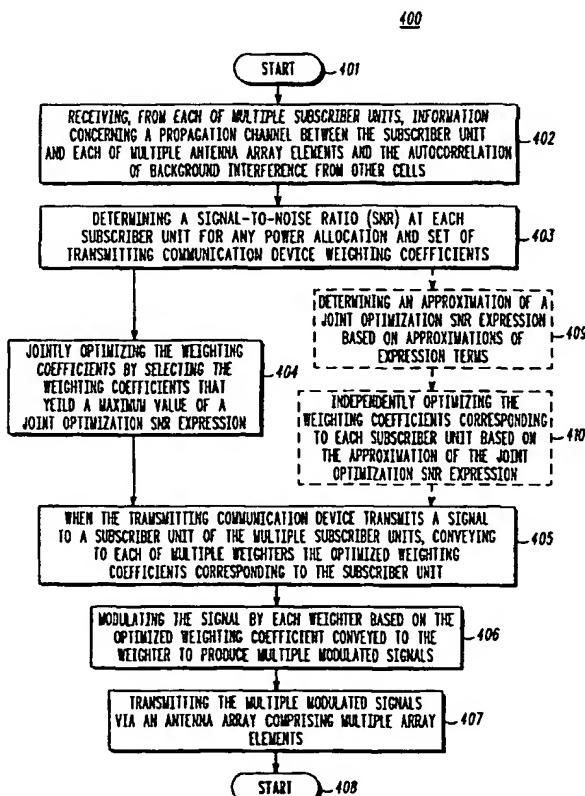 400
START
401
RECEIVING, FROM EACH OF MULTIPLE SUBSCRIBER UNITS, INFORMATION
CONCERNING A PROPAGATION CHANNEL BETWEEN THE SUBSCRIBER UNIT
AND EACH OF MULTIPLE ANTENNA ARRAY ELEMENTS AND THE AUTOCORRELATION
OF BACKGROUND INTERFERENCE FROM OTHER CELLS
402
DETERMINING A SIGNAL-TO-NOISE RATIO (SNR) AT EACH
SUBSCRIBER UNIT FOR ANY POWER ALLOCATION AND SET OF
TRANSMITTING COMMUNICATION DEVICE WEIGHTING COEFFICIENTS
403
JOINTLY OPTIMIZING THE WEIGHTING
COEFFICIENTS BY SELECTING THE
WEIGHTING COEFFICIENTS THAT
YEILD A MAXIMUM VALUE OF A
JOINT OPTIMIZATION SNR EXPRESSION
404
DETERMINING AN APPROXIMATION OF A
JOINT OPTIMIZATION SNR EXPRESSION
BASED ON APPROXIMATIONS OF
EXPRESSION TERMS
409
INDEPENDENTLY OPTIMIZING THE
WEIGHTING COEFFICIENTS CORRESPONDING
TO EACH SUBSCRIBER UNIT BASED ON
THE APPROXIMATION OF THE JOINT
OPTIMIZATION SNR EXPRESSION
410
WHEN THE TRANSMITTING COMMUNICATION DEVICE TRANSMITS A SIGNAL
TO A SUBSCRIBER UNIT OF THE MULTIPLE SUBSCRIBER UNITS, CONVEYING
TO EACH OF MULTIPLE WEIGHTERS THE OPTIMIZED WEIGHTING
COEFFICIENTS CORRESPONDING TO THE SUBSCRIBER UNIT
405
MODULATING THE SIGNAL BY EACH WEIGHTER BASED ON THE
OPTIMIZED WEIGHTING COEFFICIENT CONVEYED TO THE
WEIGHTER TO PRODUCE MULTIPLE MODULATED SIGNALS
406
TRANSMITTING THE MULTIPLE MODULATED SIGNALS
VIA AN ANTENNA ARRAY COMPRISING MULTIPLE ARRAY
ELEMENTS
407
START
408